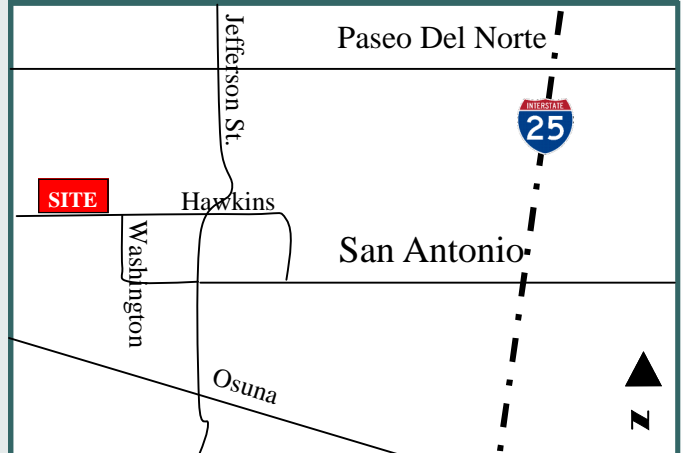 Paseo Del Norte
Jefferson St.
INTERSTATE
25
SITE
Hawkins
Washington
San Antonio
Osuna
N